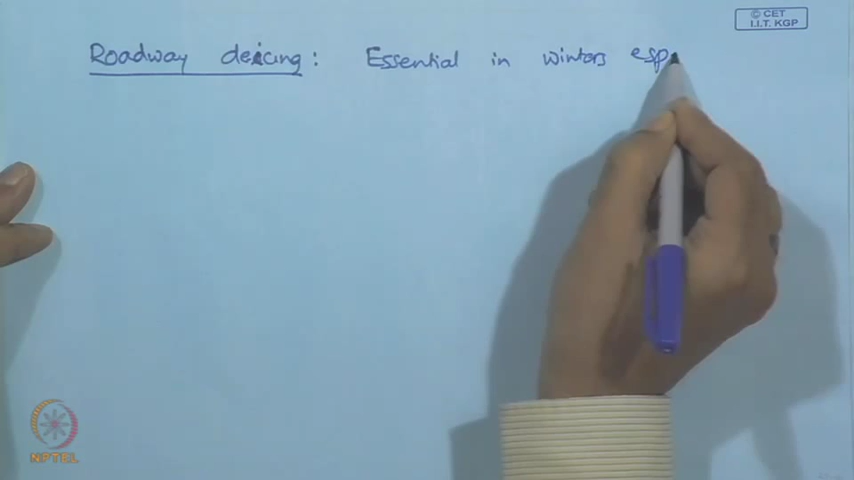 © CET
I.I.T. KGP
Roadway deicing : Essential in winters esp
NPTEL